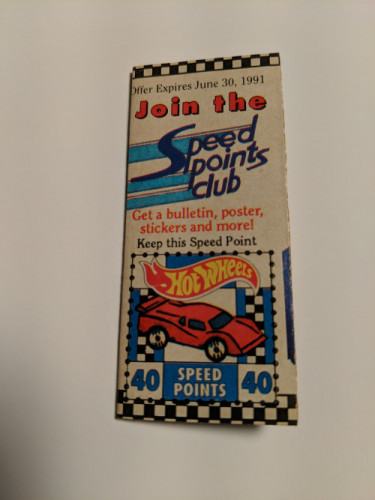 Offer Expires June 30, 1991
Join the
Speed
points
club
Get a bulletin, poster,
stickers and more!
Keep this Speed Point
Hot Wheels
40 SPEED POINTS 40